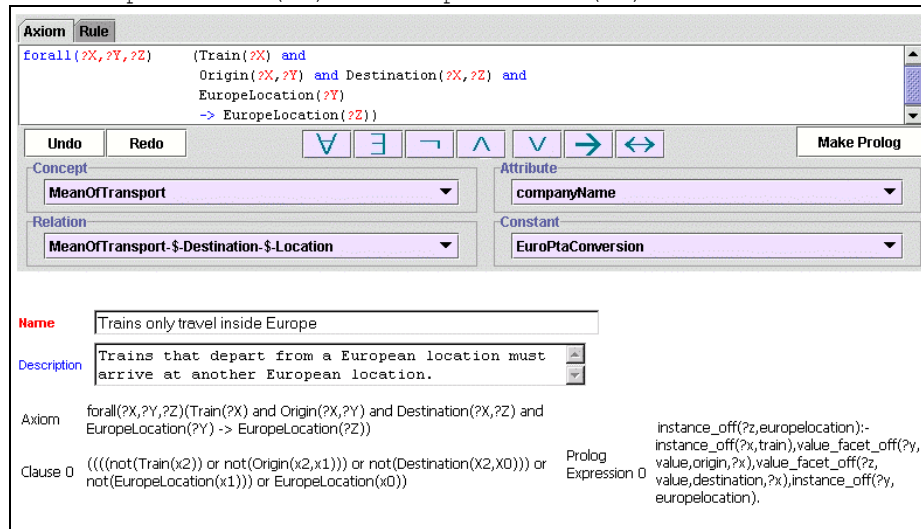 Axiom Rule
forall(?X,?Y,?Z) (Train(?X) and
Origin(?X,?Y) and Destination(?X,?Z) and
EuropeLocation(?Y)
-> EuropeLocation(?Z))
Undo Redo ∀ ∃ ¬ ∧ ∨ → ↔ Make Prolog
Concept Attribute
MeanOfTransport companyName
Relation Constant
MeanOfTransport-$-Destination-$-Location EuroPtaConversion
Name Trains only travel inside Europe
Description Trains that depart from a European location must
arrive at another European location.
Axiom forall(?X,?Y,?Z)(Train(?X) and Origin(?X,?Y) and Destination(?X,?Z) and
EuropeLocation(?Y) -> EuropeLocation(?Z))
Clause 0 ((((not(Train(x2)) or not(Origin(x2,x1))) or not(Destination(X2,X0))) or
not(EuropeLocation(x1))) or EuropeLocation(x0))
Prolog
Expression 0
instance_off(?z,europelocation):-
instance_off(?x,train),value_facet_off(?y,
value,origin,?x),value_facet_off(?z,
value,destination,?x),instance_off(?y,
europelocation).